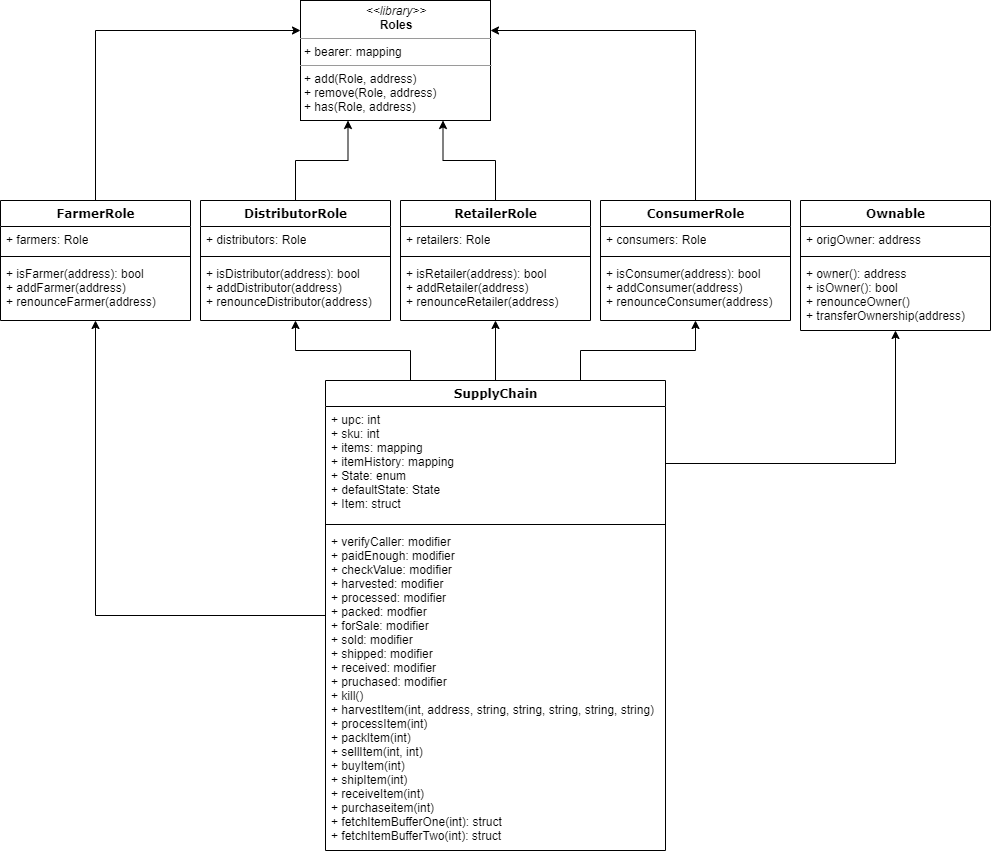 <<library>>
Roles
+ bearer: mapping
+ add(Role, address)
+ remove(Role, address)
+ has(Role, address)
FarmerRole
+ farmers: Role
+ isFarmer(address): bool
+ addFarmer(address)
+ renounceFarmer(address)
DistributorRole
+ distributors: Role
+ isDistributor(address): bool
+ addDistributor(address)
+ renounceDistributor(address)
RetailerRole
+ retailers: Role
+ isRetailer(address): bool
+ addRetailer(address)
+ renounceRetailer(address)
ConsumerRole
+ consumers: Role
+ isConsumer(address): bool
+ addConsumer(address)
+ renounceConsumer(address)
Ownable
+ origOwner: address
+ owner(): address
+ isOwner(): bool
+ renounceOwner()
+ transferOwnership(address)
SupplyChain
+ upc: int
+ sku: int
+ items: mapping
+ itemHistory: mapping
+ State: enum
+ defaultState: State
+ Item: struct
+ verifyCaller: modifier
+ paidEnough: modifier
+ checkValue: modifier
+ harvested: modifier
+ processed: modifier
+ packed: modfier
+ forSale: modifier
+ sold: modifier
+ shipped: modifier
+ received: modifier
+ pruchased: modifier
+ kill()
+ harvestItem(int, address, string, string, string, string, string)
+ processItem(int)
+ packItem(int)
+ sellItem(int, int)
+ buyItem(int)
+ shipItem(int)
+ receiveItem(int)
+ purchaseitem(int)
+ fetchItemBufferOne(int): struct
+ fetchItemBufferTwo(int): struct